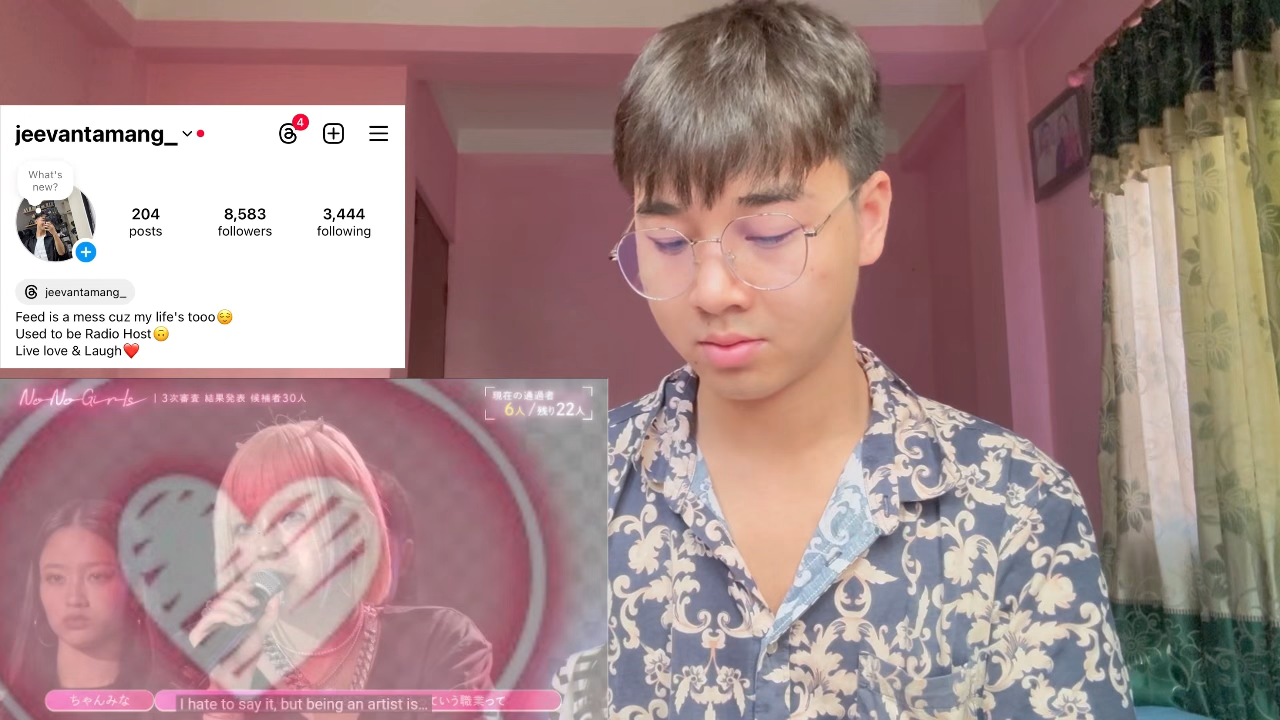 jeevantamang_
4
What's
new?
204
posts
8,583
followers
3,444
following
jeevantamang_
Feed is a mess cuz my life's tooo😌
Used to be Radio Host🙃
Live love & Laugh❤️
No No Girls | 3次審査 結果発表 候補者30人
現在の通過者
6人/残り22人
ちゃんみな
I hate to say it, but being an artist is... という職業って